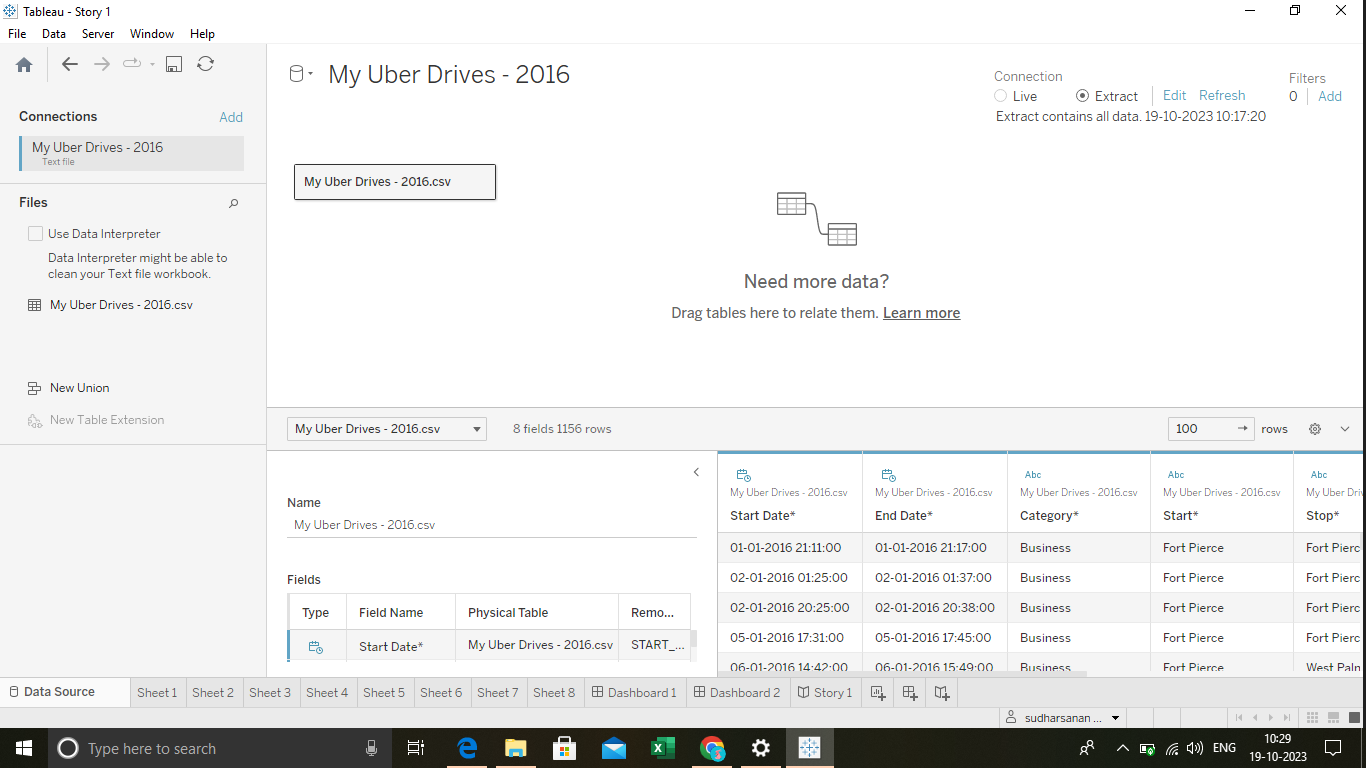 Tableau - Story 1
File Data Server Window Help
Connections Add
My Uber Drives - 2016
Text file
Files
Use Data Interpreter
Data Interpreter might be able to
clean your Text file workbook.
My Uber Drives - 2016.csv
New Union
New Table Extension
My Uber Drives - 2016
Connection
Live Extract Edit Refresh
Extract contains all data. 19-10-2023 10:17:20
Filters
0 Add
My Uber Drives - 2016.csv
Need more data?
Drag tables here to relate them. Learn more
My Uber Drives - 2016.csv 8 fields 1156 rows 100 rows
Name
My Uber Drives - 2016.csv
Fields
Type Field Name Physical Table Remo...
Start Date* My Uber Drives - 2016.csv START_...
Abc Abc Abc
My Uber Drives - 2016.csv My Uber Drives - 2016.csv My Uber Drives - 2016.csv My Uber Drives - 2016.csv My Uber Driv
Start Date* End Date* Category* Start* Stop*
01-01-2016 21:11:00 01-01-2016 21:17:00 Business Fort Pierce Fort Pierc
02-01-2016 01:25:00 02-01-2016 01:37:00 Business Fort Pierce Fort Pierc
02-01-2016 20:25:00 02-01-2016 20:38:00 Business Fort Pierce Fort Pierc
05-01-2016 17:31:00 05-01-2016 17:45:00 Business Fort Pierce Fort Pierc
06-01-2016 14:42:00 06-01-2016 15:49:00 Business Fort Pierce West Paln
Data Source Sheet 1 Sheet 2 Sheet 3 Sheet 4 Sheet 5 Sheet 6 Sheet 7 Sheet 8 Dashboard 1 Dashboard 2 Story 1
sudharsanan ...
Type here to search
ENG
10:29
19-10-2023